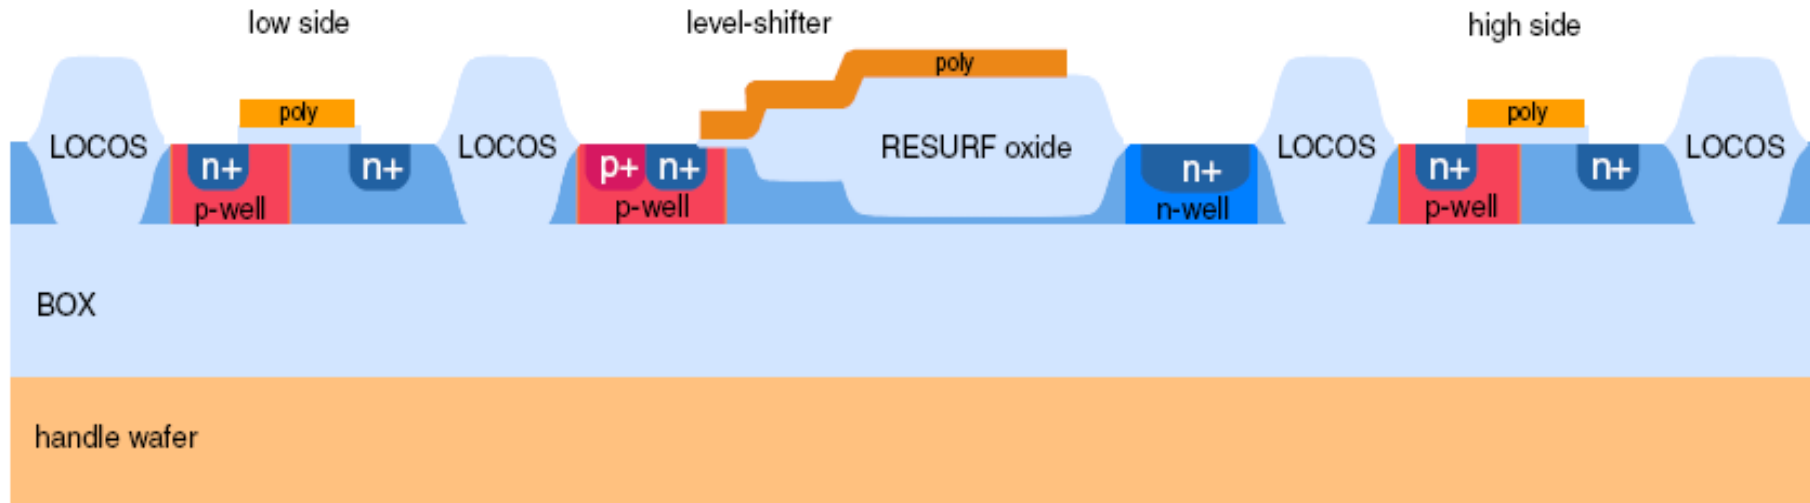 low side
level-shifter
high side
poly
poly
poly
LOCOS
LOCOS
RESURF oxide
LOCOS
LOCOS
n+
n+
p+
n+
n+
n+
n+
p-well
p-well
n-well
p-well
BOX
handle wafer